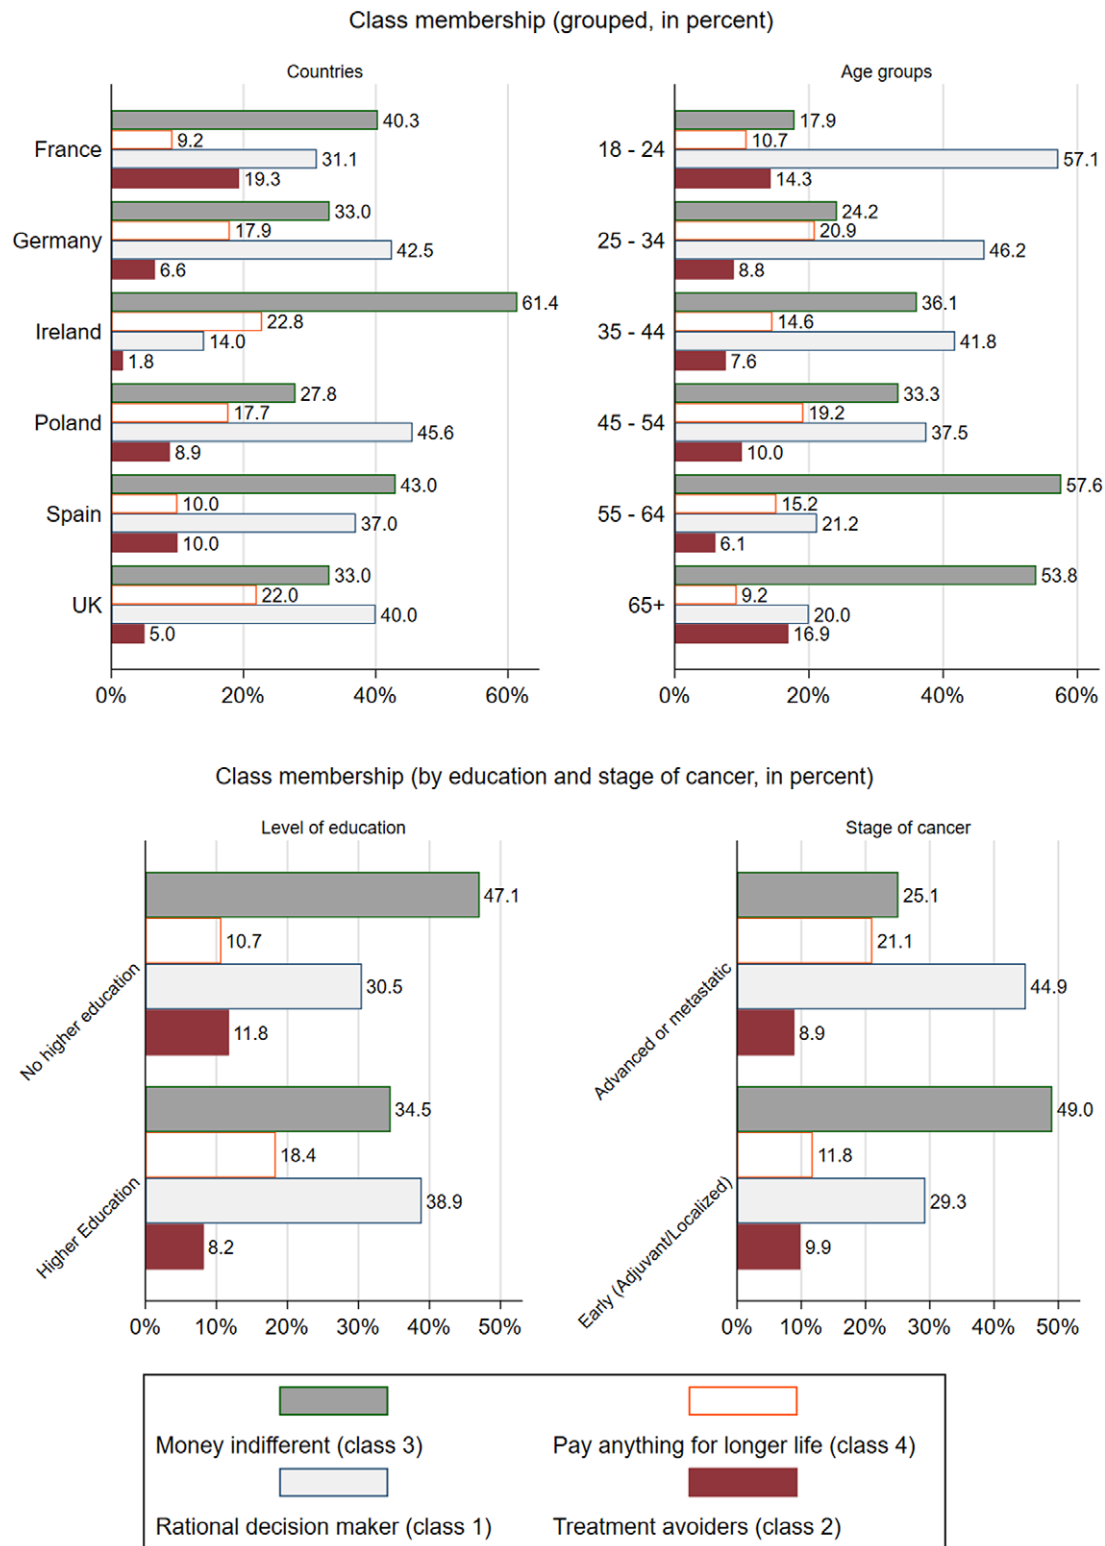 Class membership (grouped, in percent)
Countries
France
40.3
9.2
31.1
19.3
Germany
33.0
17.9
42.5
6.6
Ireland
61.4
22.8
14.0
1.8
Poland
27.8
17.7
45.6
8.9
Spain
43.0
10.0
37.0
10.0
UK
33.0
22.0
40.0
5.0
0% 20% 40% 60%
Age groups
18 - 24
17.9
10.7
57.1
14.3
25 - 34
24.2
20.9
46.2
8.8
35 - 44
36.1
14.6
41.8
7.6
45 - 54
33.3
19.2
37.5
10.0
55 - 64
57.6
15.2
21.2
6.1
65+
53.8
9.2
20.0
16.9
0% 20% 40% 60%
Class membership (by education and stage of cancer, in percent)
Level of education
No higher education
47.1
10.7
30.5
11.8
Higher Education
34.5
18.4
38.9
8.2
0% 10% 20% 30% 40% 50%
Stage of cancer
Advanced or metastatic
25.1
21.1
44.9
8.9
Early (Adjuvant/Localized)
49.0
11.8
29.3
9.9
0% 10% 20% 30% 40% 50%
Money indifferent (class 3)
Pay anything for longer life (class 4)
Rational decision maker (class 1)
Treatment avoiders (class 2)